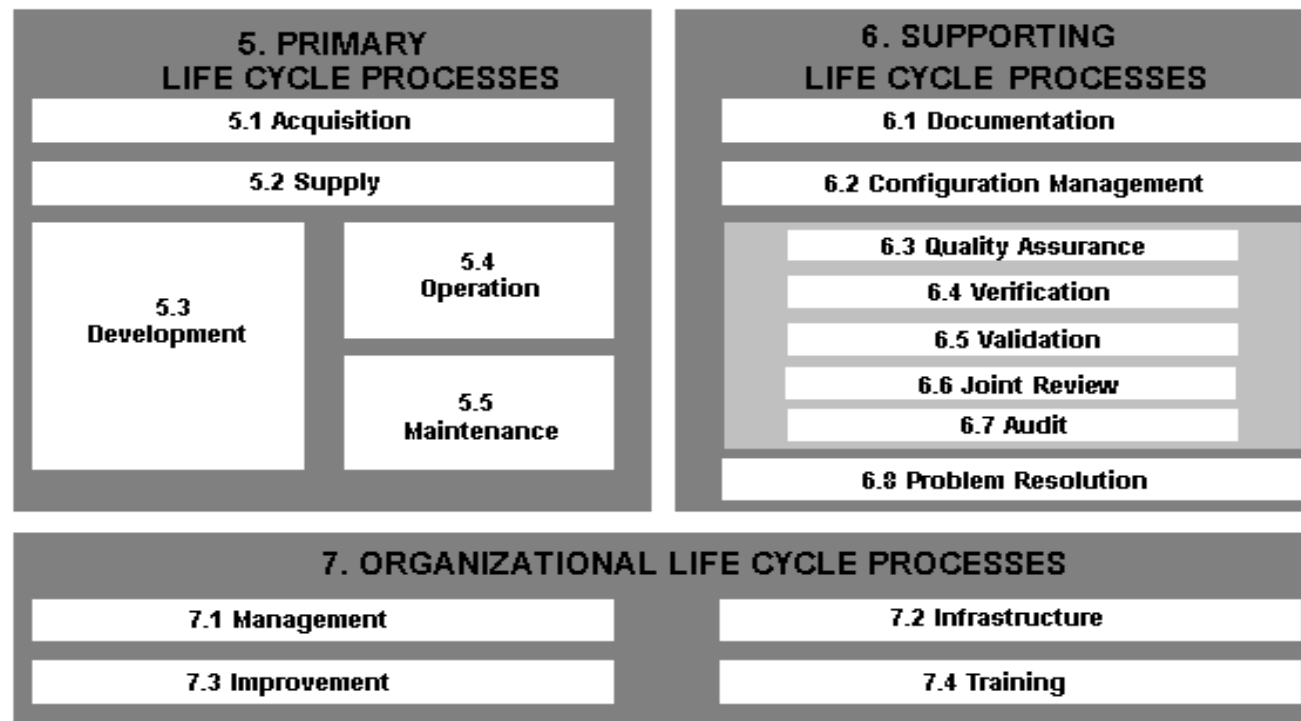 5. PRIMARY
LIFE CYCLE PROCESSES
5.1 Acquisition
5.2 Supply
5.3
Development
5.4
Operation
5.5
Maintenance
6. SUPPORTING
LIFE CYCLE PROCESSES
6.1 Documentation
6.2 Configuration Management
6.3 Quality Assurance
6.4 Verification
6.5 Validation
6.6 Joint Review
6.7 Audit
6.8 Problem Resolution
7. ORGANIZATIONAL LIFE CYCLE PROCESSES
7.1 Management
7.2 Infrastructure
7.3 Improvement
7.4 Training